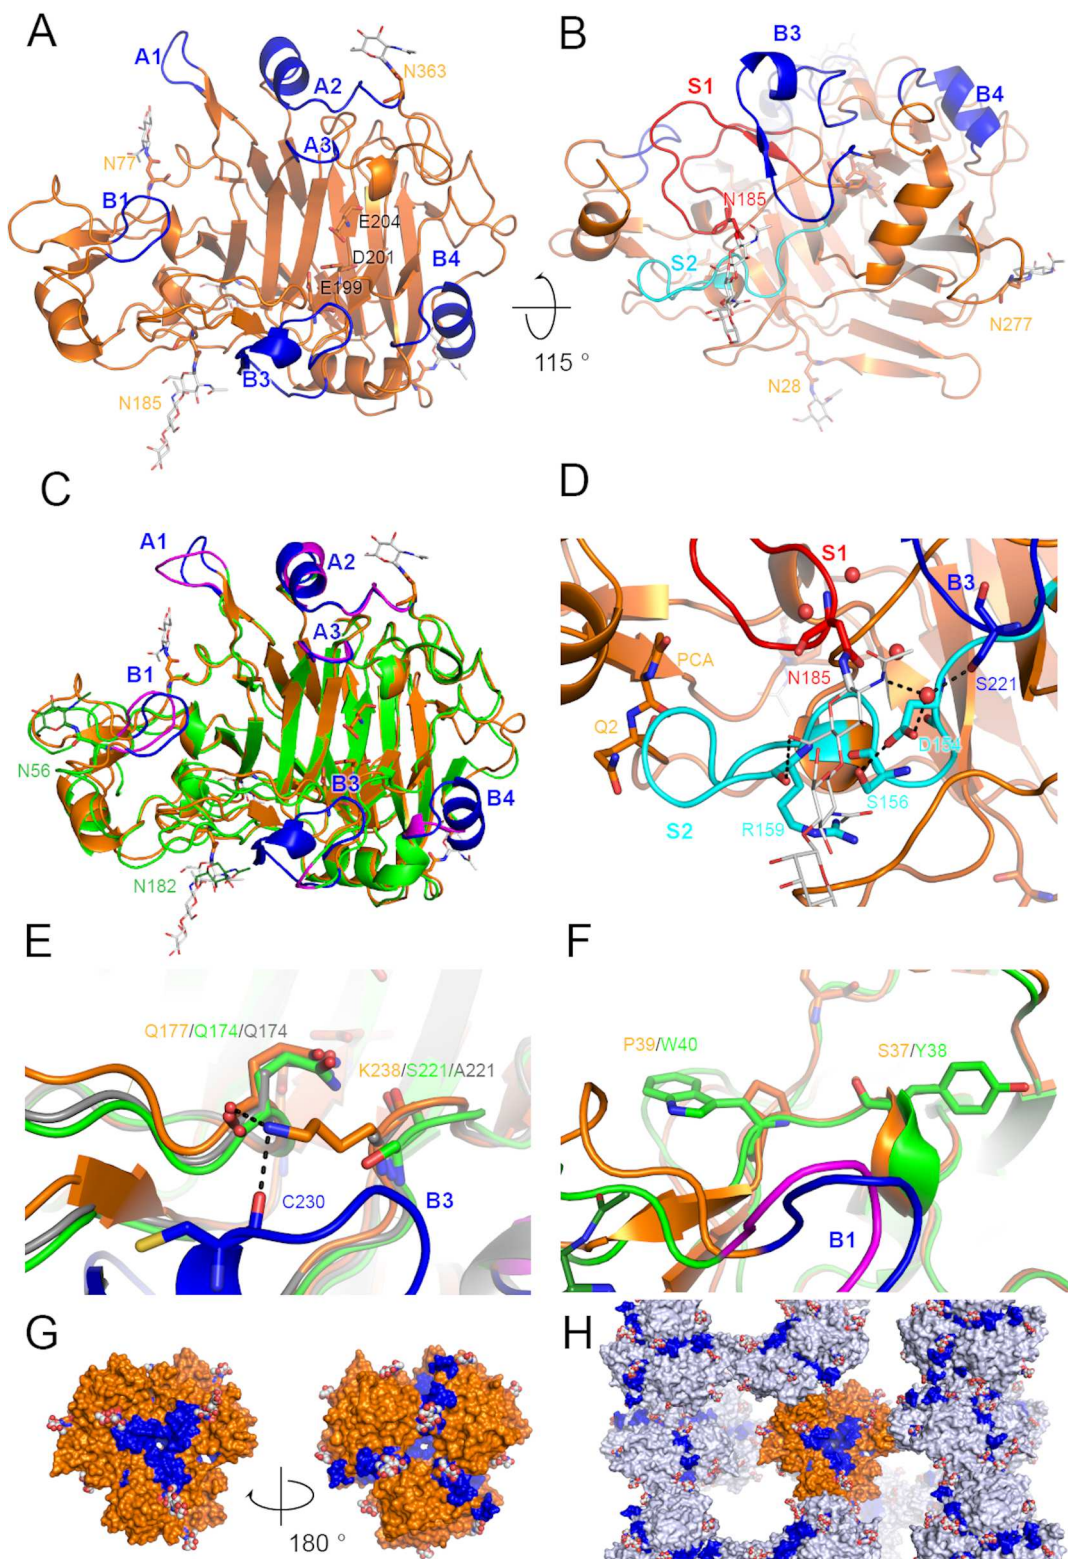 A
A1
A2
N363
N77
A3
B1
E204
D201
E199
B4
B3
N185
115 °
B
B3
S1
B4
N185
S2
N277
N28
C
A1
A2
A3
B1
N56
B3
B4
N182
D
S1
B3
PCA
N185
S221
Q2
D154
S156
S2
R159
E
Q177/Q174/Q174
K238/S221/A221
C230
B3
F
P39/W40
S37/Y38
B1
G
180 °
H